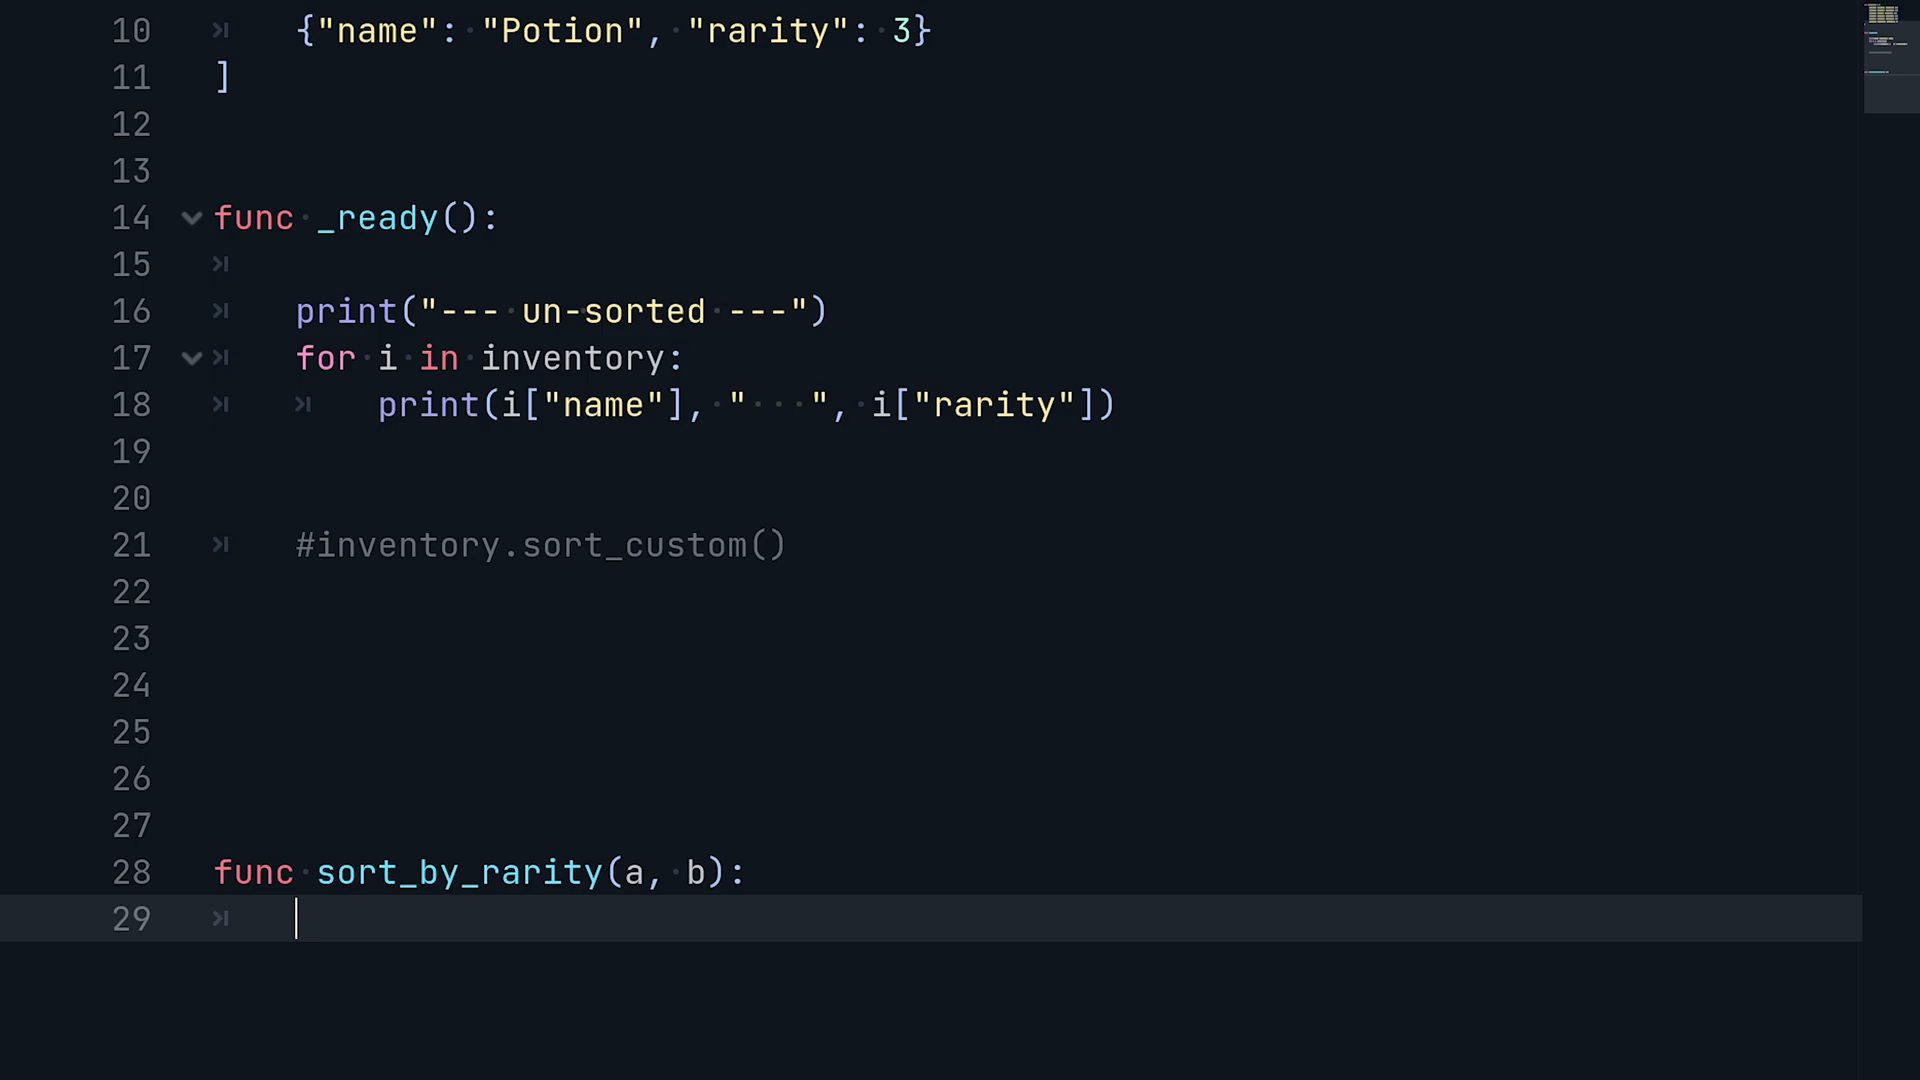 10 {"name": "Potion", "rarity": 3}
11 ]
12
13
14 func _ready():
15
16 print("--- un-sorted ---")
17 for i in inventory:
18 print(i["name"], "   ", i["rarity"])
19
20
21 #inventory.sort_custom()
22
23
24
25
26
27
28 func sort_by_rarity(a, b):
29